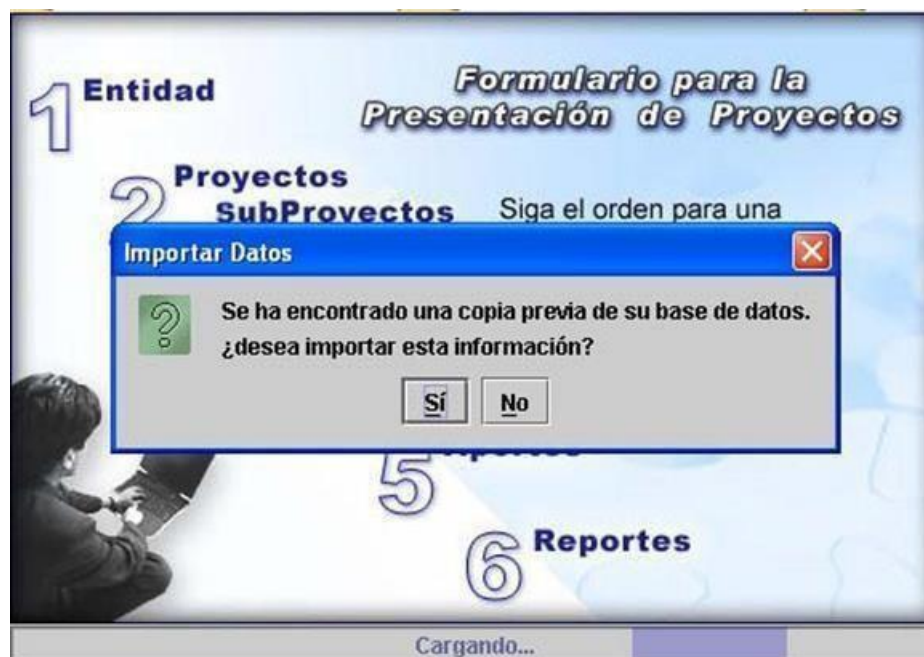 1 Entidad
Formulario para la
Presentación de Proyectos
2 Proyectos
SubProyectos
Siga el orden para una
Importar Datos
Se ha encontrado una copia previa de su base de datos.
¿desea importar esta información?
Sí
No
5
6 Reportes
Cargando...